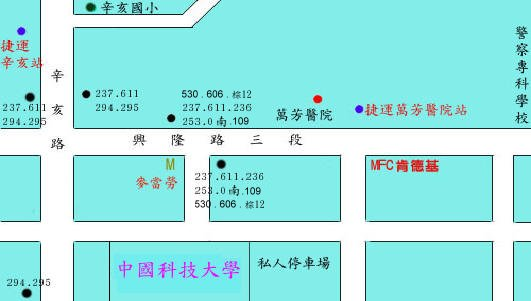 辛亥國小
捷運
辛亥站
辛亥路
237.611
294.295
237.611
294.295
530.606.棕12
237.611.236
253.0南.109
萬芳醫院
捷運萬芳醫院站
警察專科學校
興隆路三段
M
麥當勞
237.611.236
253.0南.109
530.606.棕12
MFC肯德基
中國科技大學
私人停車場
294.295